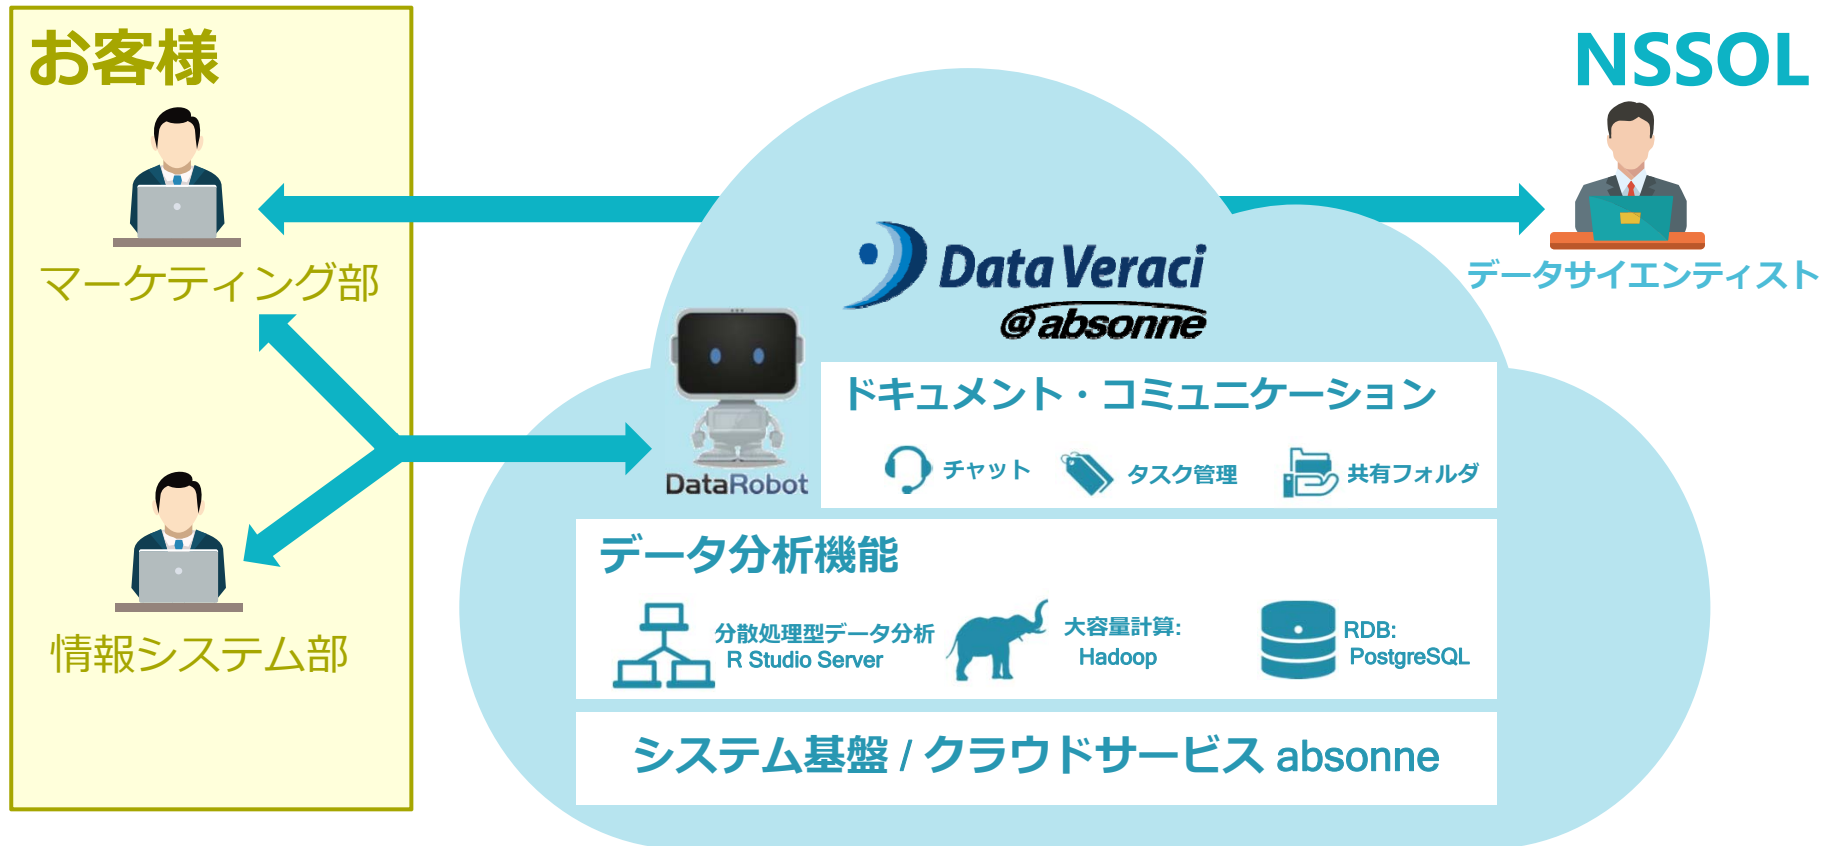 お客様
NSSOL
マーケティング部
データサイエンティスト
Data Veraci
@absonne
DataRobot
ドキュメント・コミュニケーション
チャット
タスク管理
共有フォルダ
情報システム部
データ分析機能
分散処理型データ分析
R Studio Server
大容量計算:
Hadoop
RDB:
PostgreSQL
システム基盤 / クラウドサービス absonne